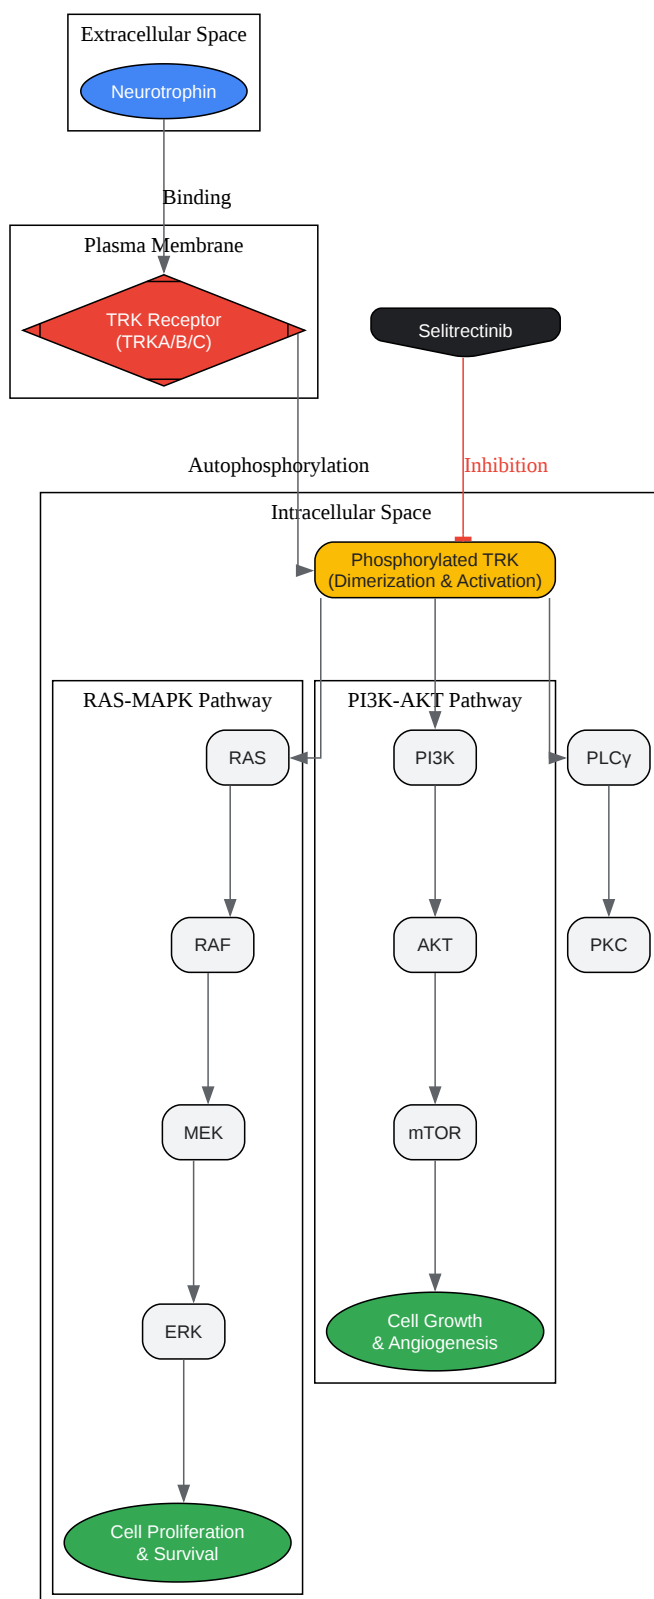 Extracellular Space
Neurotrophin
Binding
Plasma Membrane
TRK Receptor
(TRKA/B/C)
Selitrectinib
Autophosphorylation
Inhibition
Intracellular Space
Phosphorylated TRK
(Dimerization & Activation)
RAS-MAPK Pathway
PI3K-AKT Pathway
RAS
PI3K
PLCγ
RAF
AKT
PKC
MEK
mTOR
ERK
Cell Growth
& Angiogenesis
Cell Proliferation
& Survival